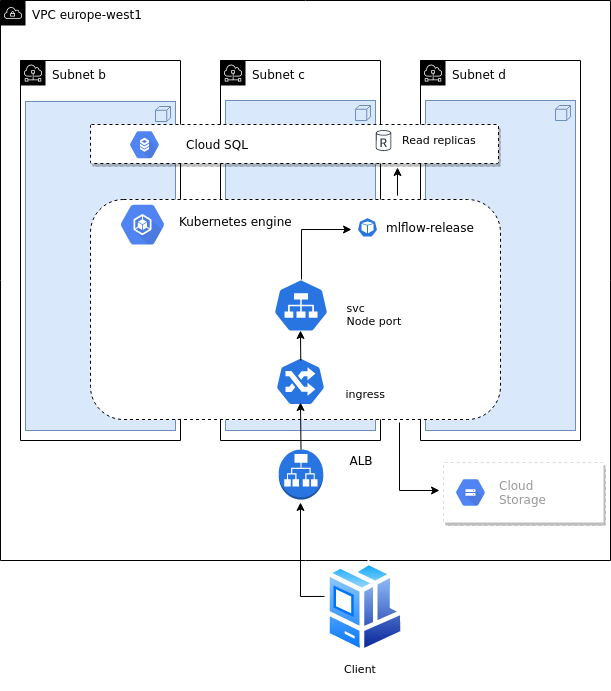 VPC europe-west1
Subnet b
Subnet c
Subnet d
Cloud SQL
R
Read replicas
Kubernetes engine
mlflow-release
svc
Node port
ingress
ALB
Cloud
Storage
Client